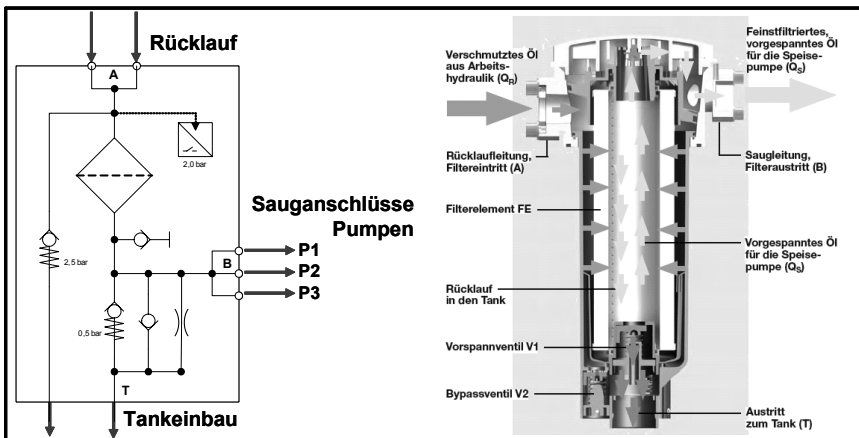 Rücklauf
A
2,0 bar
Sauganschlüsse
Pumpen
P1
B
P2
P3
2,5 bar
0,5 bar
T
Tankeinbau
Verschmutztes Öl
aus Arbeits-
hydraulik (QR)
Feinstfiltriertes,
vorgespanntes Öl
für die Speise-
pumpe (QS)
Rücklaufleitung,
Filtereintritt (A)
Saugleitung,
Filteraustritt (B)
Filterelement FE
Vorgespanntes Öl
für die Speise-
pumpe (QS)
Rücklauf
in den Tank
Vorspannventil V1
Bypassventil V2
Austritt
zum Tank (T)